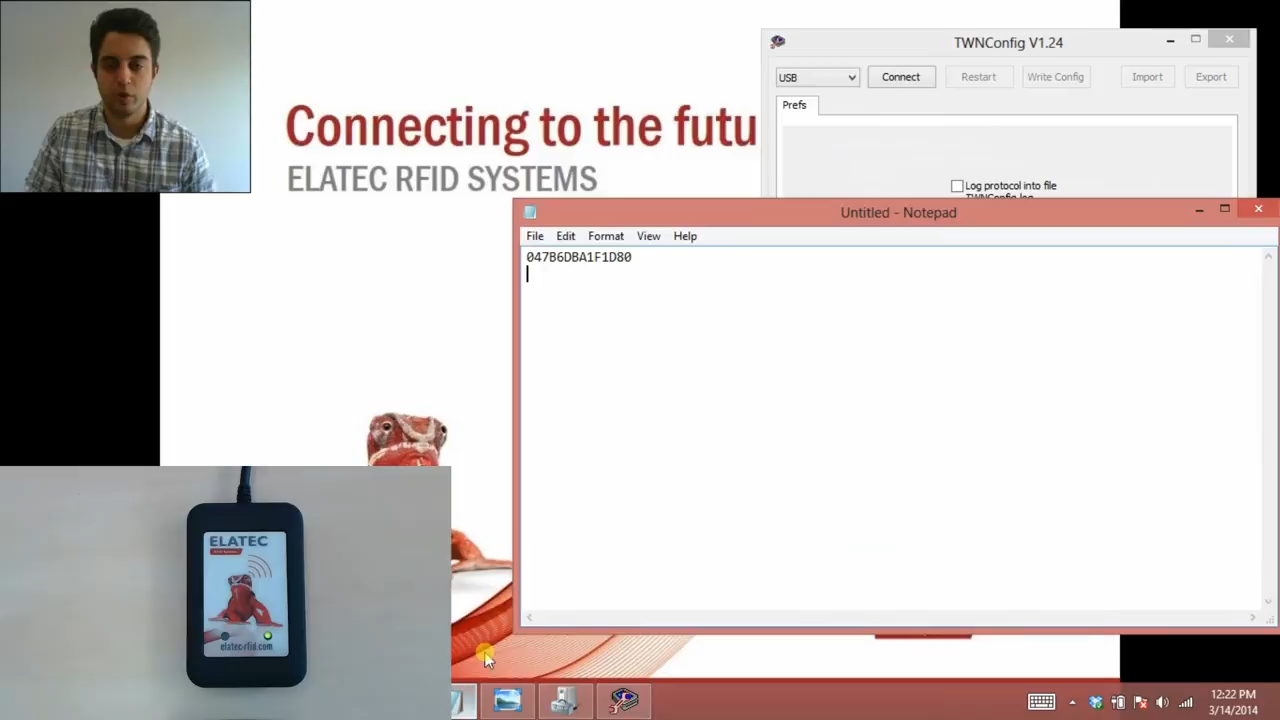 Connecting to the futu
ELATEC RFID SYSTEMS
TWNConfig V1.24
USB
Connect
Restart
Write Config
Import
Export
Prefs
Log protocol into file
TWNConfig.log
Untitled - Notepad
File Edit Format View Help
047B6DBA1F1D80
ELATEC
elatec-rfid.com
12:22 PM
3/14/2014